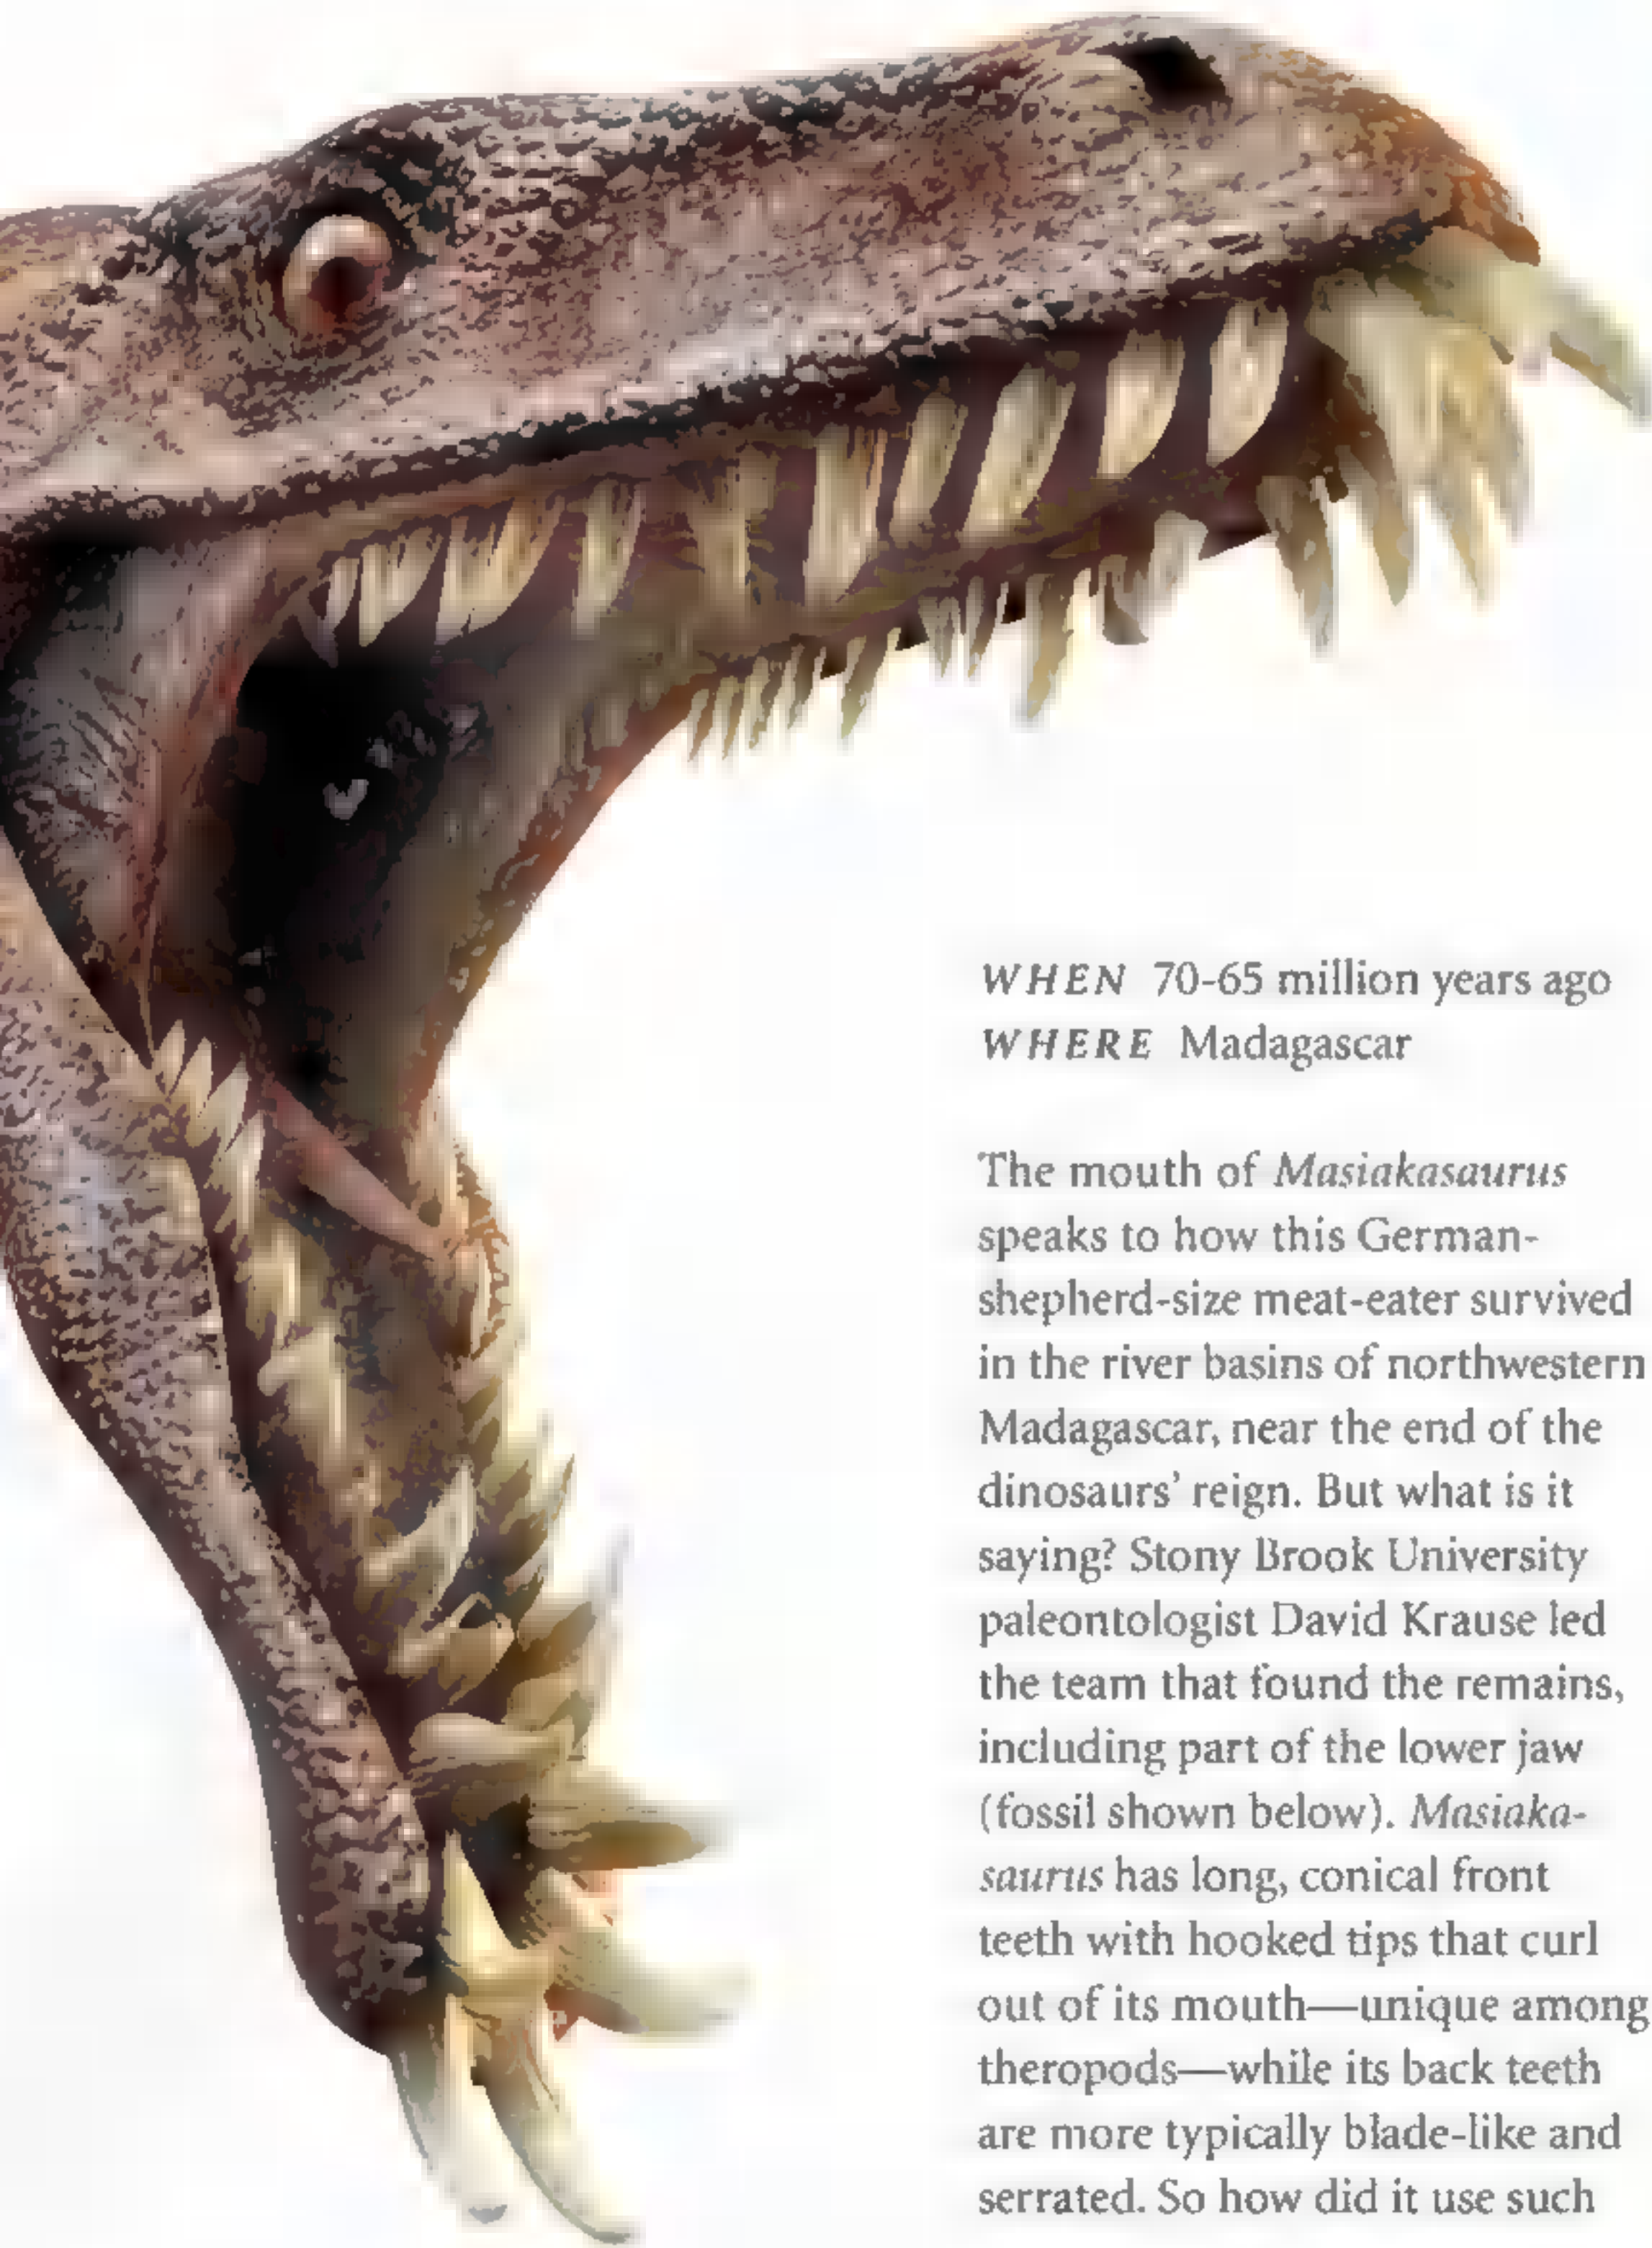 WHEN 70-65 million years ago
WHERE Madagascar
The mouth of Masiakasaurus
speaks to how this German-
shepherd-size meat-eater survived
in the river basins of northwestern
Madagascar, near the end of the
dinosaurs' reign. But what is it
saying? Stony Brook University
paleontologist David Krause led
the team that found the remains,
including part of the lower jaw
(fossil shown below). Masiaka-
saurus has long, conical front
teeth with hooked tips that curl
out of its mouth—unique among
theropods—while its back teeth
are more typically blade-like and
serrated. So how did it use such